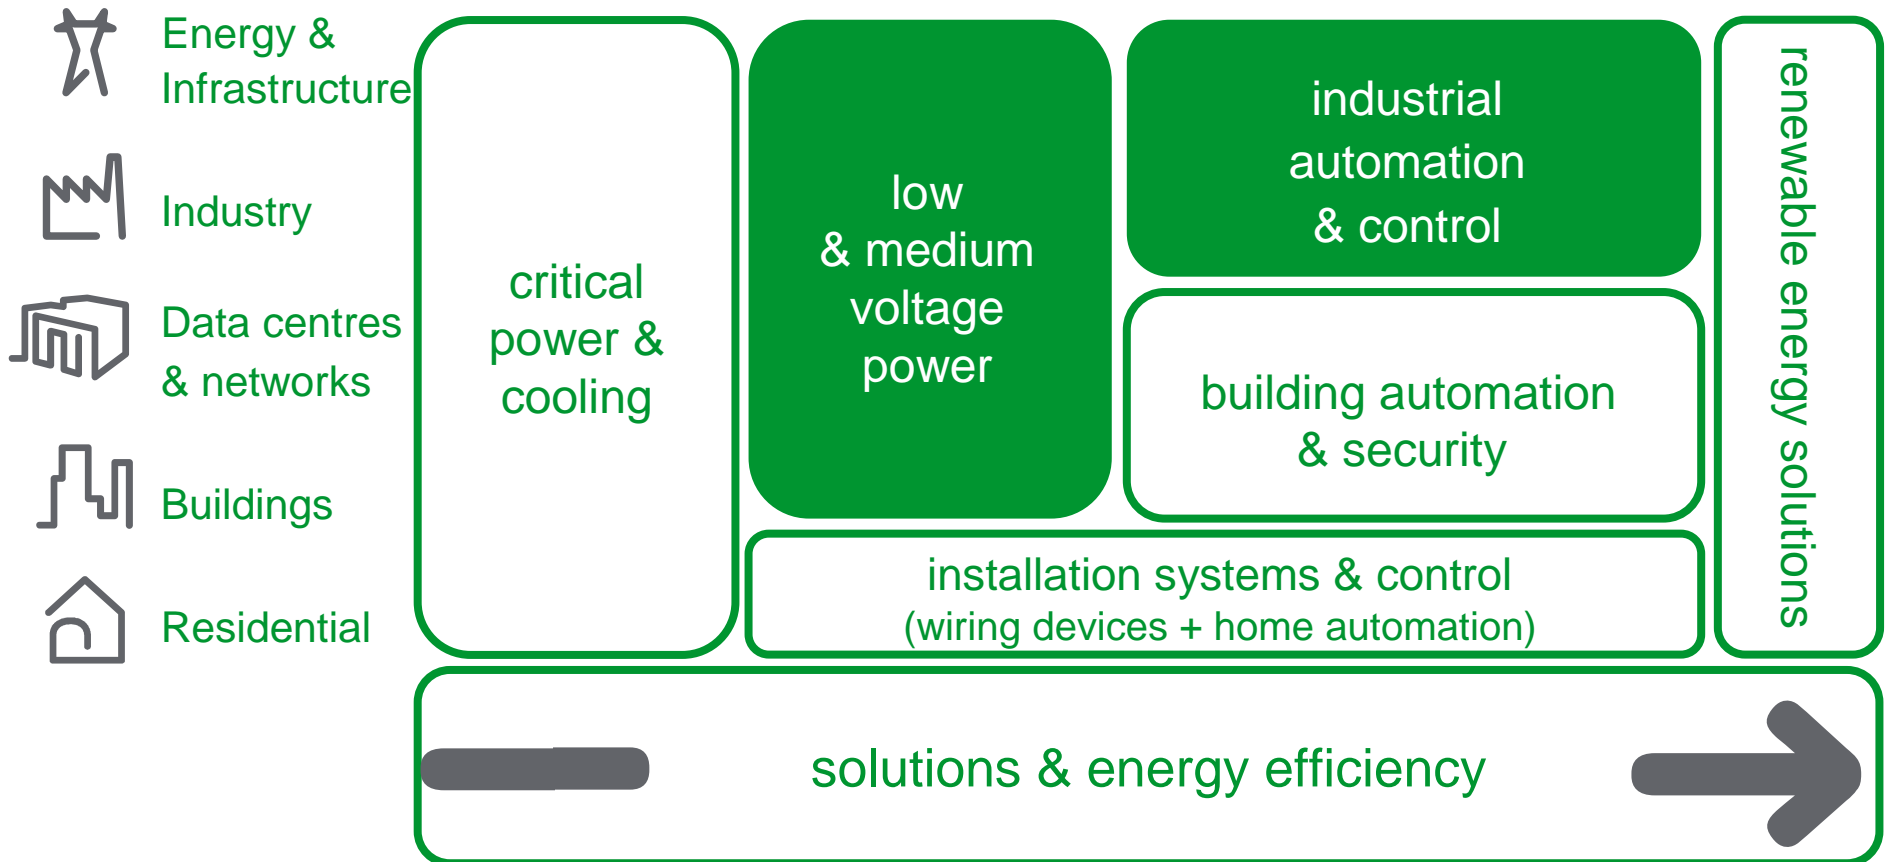 Energy &
Infrastructure
Industry
Data centres
& networks
Buildings
Residential
critical
power &
cooling
low
& medium
voltage
power
industrial
automation
& control
building automation
& security
installation systems & control
(wiring devices + home automation)
renewable energy solutions
solutions & energy efficiency